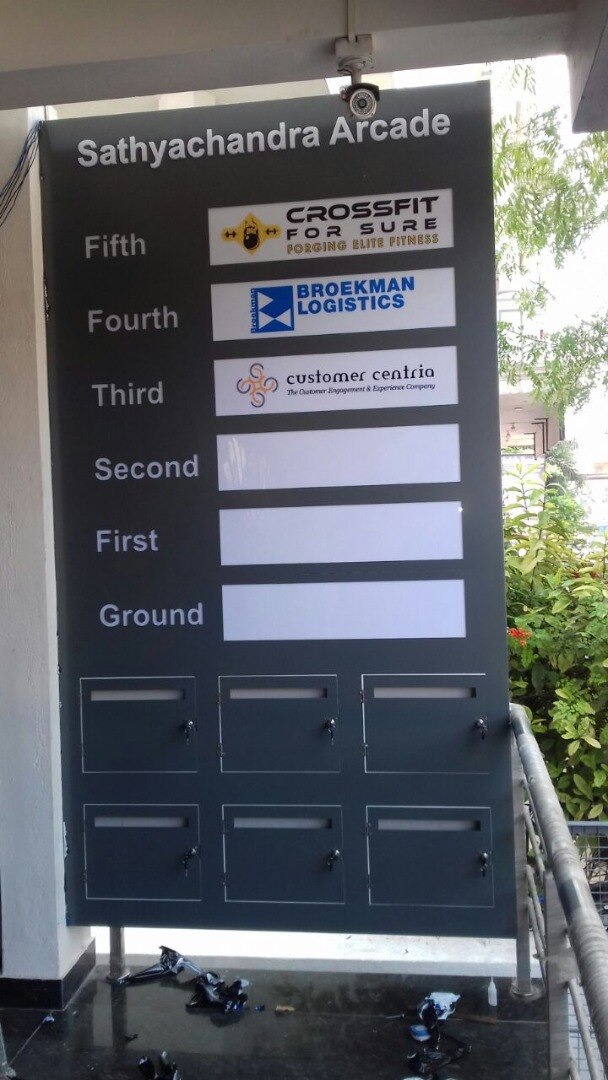 Sathyachandra Arcade
Fifth
CROSSFIT
FOR SURE
FORGING ELITE FITNESS
Fourth
Broekman
BROEKMAN
LOGISTICS
Third
customer centria
The Customer Engagement & Experience Company
Second
First
Ground